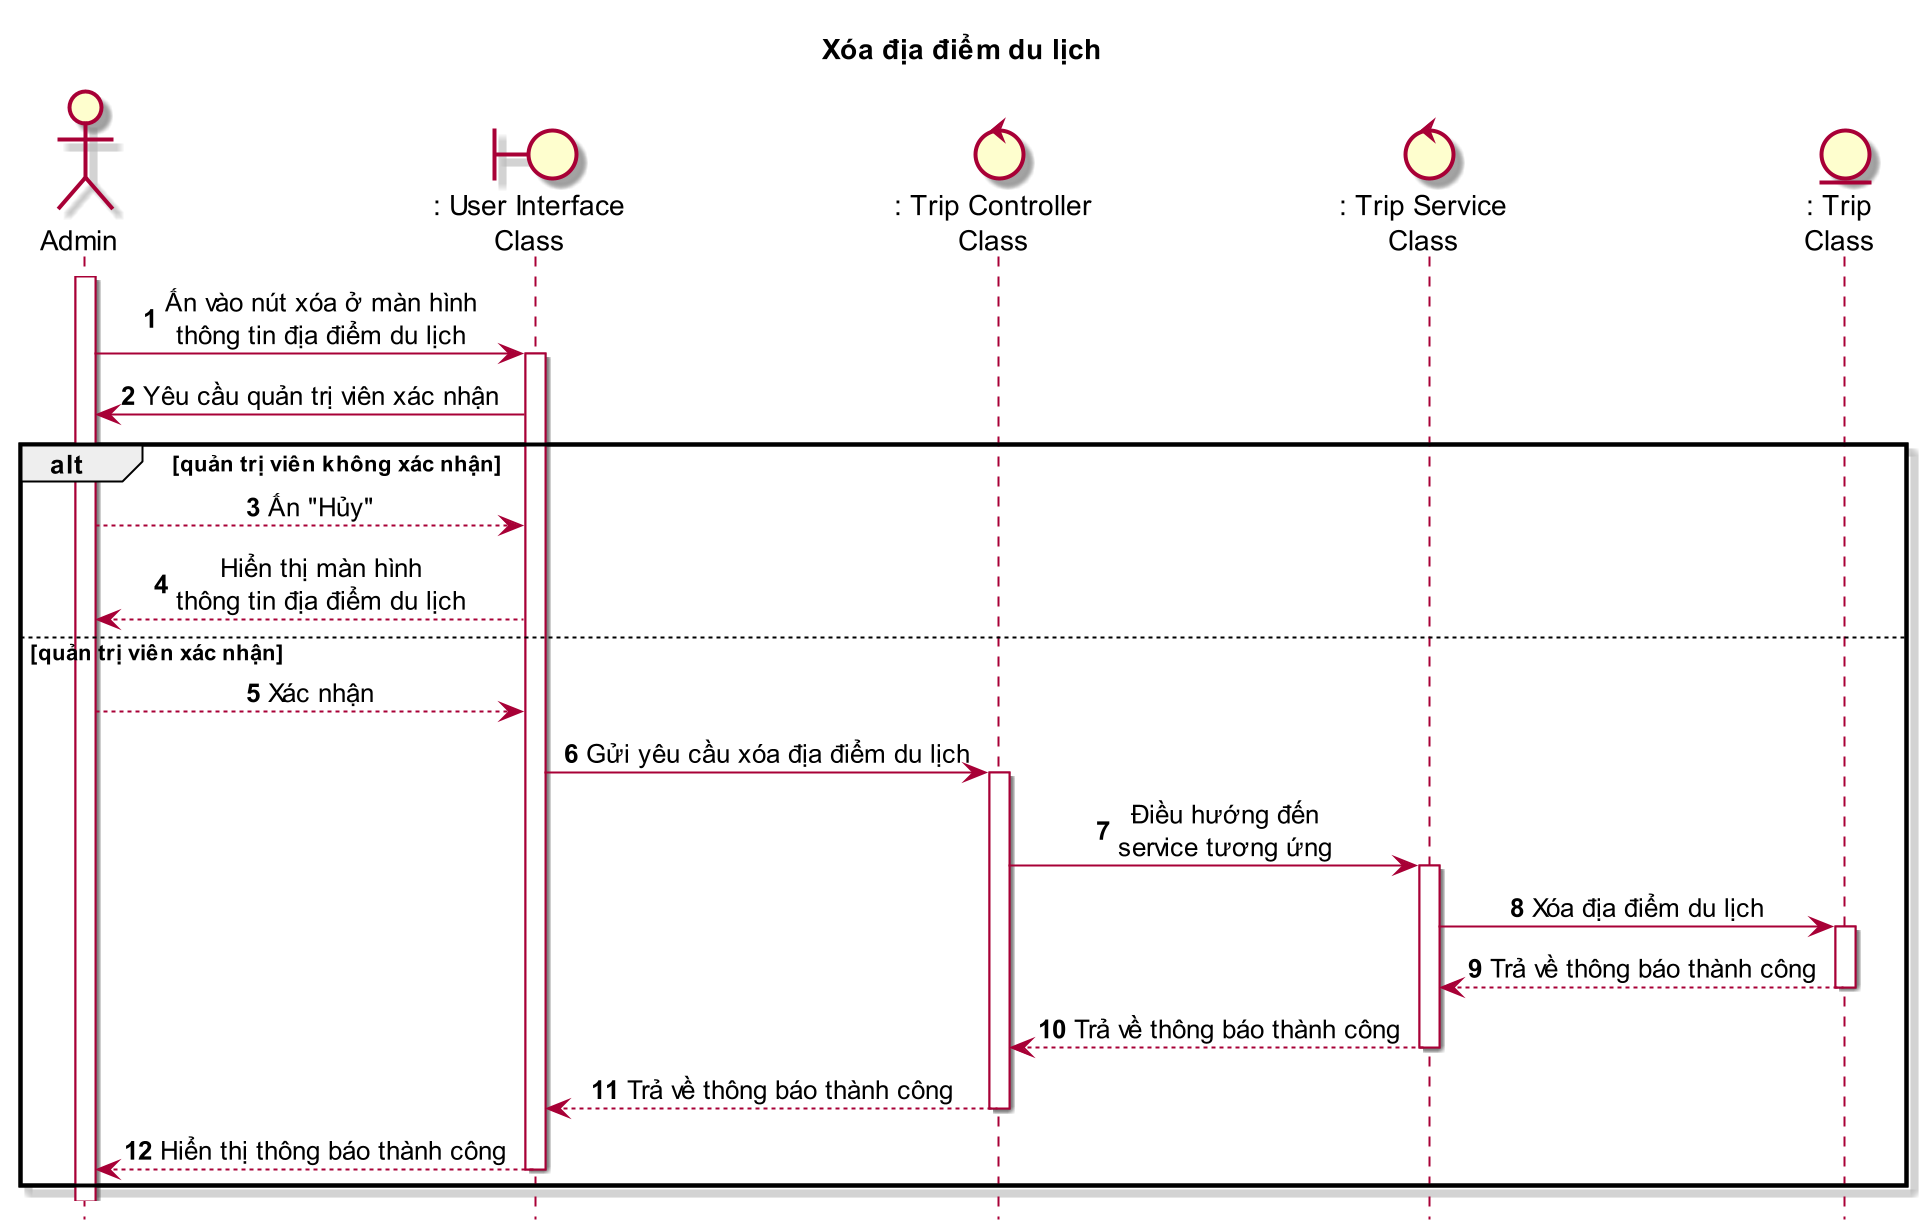 Xóa địa điểm du lịch
Admin
: User Interface
Class
: Trip Controller
Class
: Trip Service
Class
: Trip
Class
1 Ấn vào nút xóa ở màn hình
thông tin địa điểm du lịch
2 Yêu cầu quản trị viên xác nhận
alt [quản trị viên không xác nhận]
3 Ấn "Hủy"
4 Hiển thị màn hình
thông tin địa điểm du lịch
[quản trị viên xác nhận]
5 Xác nhận
6 Gửi yêu cầu xóa địa điểm du lịch
7 Điều hướng đến
service tương ứng
8 Xóa địa điểm du lịch
9 Trả về thông báo thành công
10 Trả về thông báo thành công
11 Trả về thông báo thành công
12 Hiển thị thông báo thành công